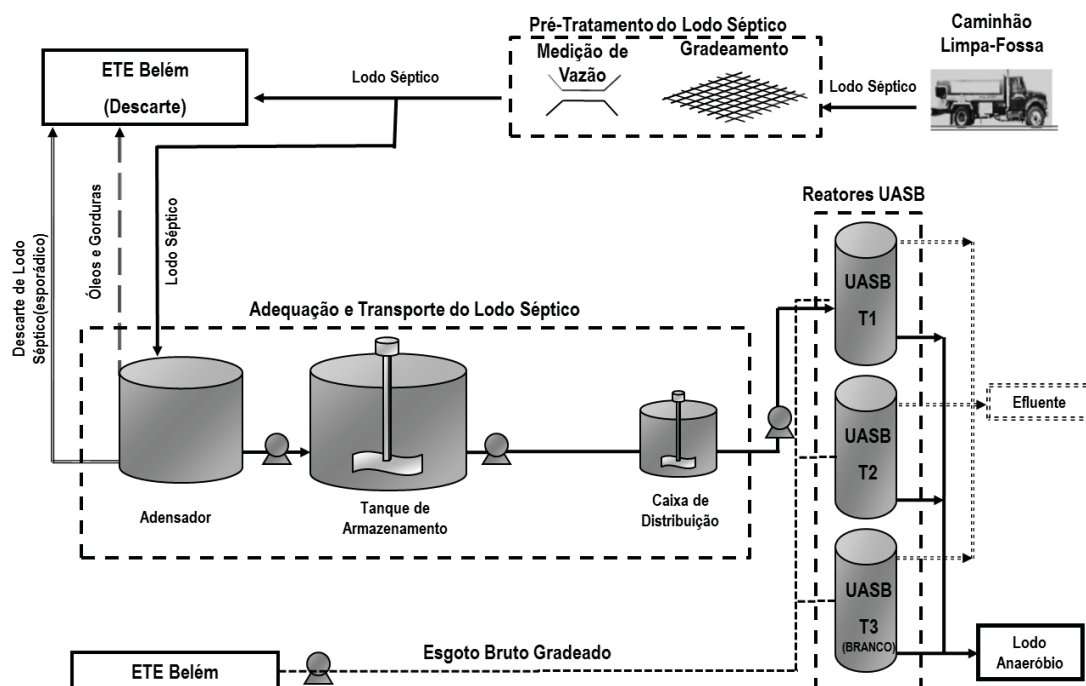 Pré-Tratamento do Lodo Séptico
Medição de
Vazão
Gradeamento
Caminhão
Limpa-Fossa
ETE Belém
(Descarte)
Lodo Séptico
Lodo Séptico
Descarte de Lodo
Séptico(esporádico)
Óleos e Gorduras
Lodo Séptico
Reatores UASB
Adequação e Transporte do Lodo Séptico
UASB
T1
UASB
T2
UASB
T3
(BRANCO)
Efluente
Adensador
Tanque de
Armazenamento
Caixa de
Distribuição
ETE Belém
Esgoto Bruto Gradeado
Lodo
Anaeróbio